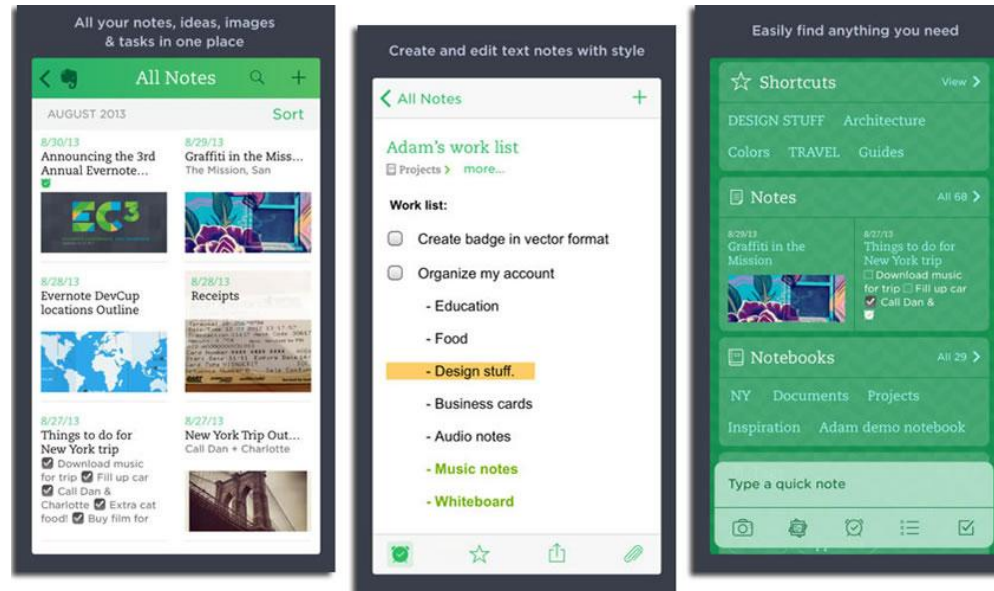 All your notes, ideas, images
& tasks in one place
All Notes
AUGUST 2013
Sort
8/30/13
Announcing the 3rd
Annual Evernote...
EC3
8/29/13
Graffiti in the Miss...
The Mission, San
8/28/13
Evernote DevCup
locations Outline
8/28/13
Receipts
8/27/13
Things to do for
New York trip
Download music
for trip Fill up car
Call Dan &
Charlotte Extra cat
food! Buy film for
8/27/13
New York Trip Out...
Call Dan + Charlotte
Create and edit text notes with style
All Notes
Adam's work list
Projects more...
Work list:
Create badge in vector format
Organize my account
- Education
- Food
- Design stuff.
- Business cards
- Audio notes
- Music notes
- Whiteboard
Easily find anything you need
Shortcuts
View
DESIGN STUFF Architecture
Colors TRAVEL Guides
Notes
All 68
8/29/13
Graffiti in the
Mission
8/27/13
Things to do for
New York trip
Download music
for trip Fill up car
Call Dan &
Notebooks
All 29
NY Documents Projects
Inspiration Adam demo notebook
Type a quick note